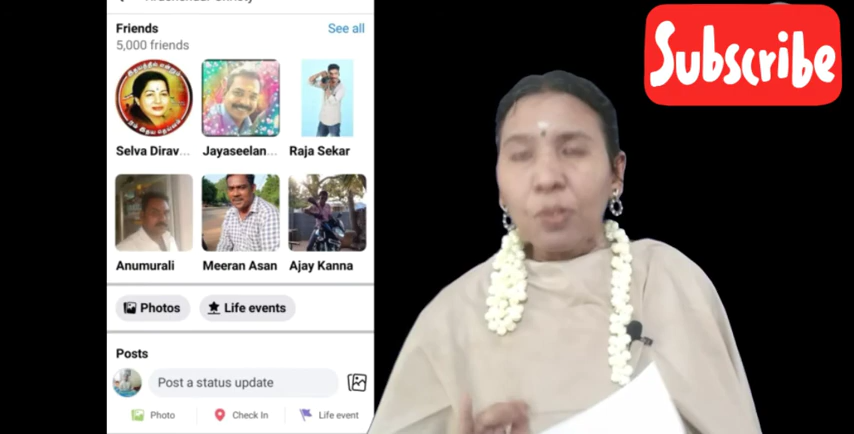 Friends
See all
5,000 friends
Selva Dirav...
Jayaseelan...
Raja Sekar
Anumurali
Meeran Asan
Ajay Kanna
Photos
Life events
Posts
Post a status update
Photo
Check In
Life event
Subscribe